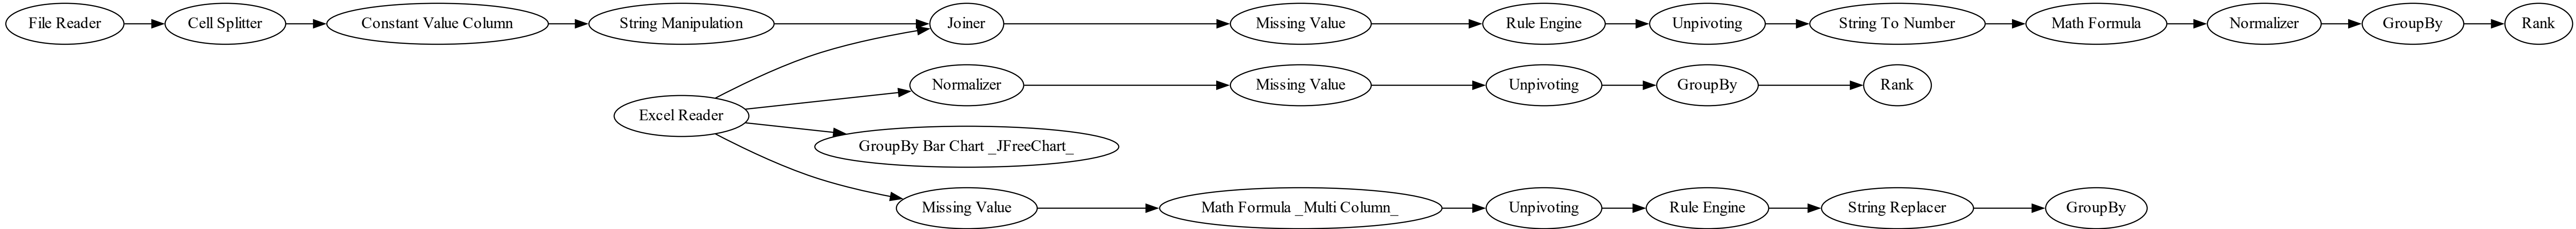 File Reader
Cell Splitter
Constant Value Column
String Manipulation
Joiner
Missing Value
Rule Engine
Unpivoting
String To Number
Math Formula
Normalizer
GroupBy
Rank
Normalizer
Missing Value
Unpivoting
GroupBy
Rank
Excel Reader
GroupBy Bar Chart _JFreeChart_
Missing Value
Math Formula _Multi Column_
Unpivoting
Rule Engine
String Replacer
GroupBy